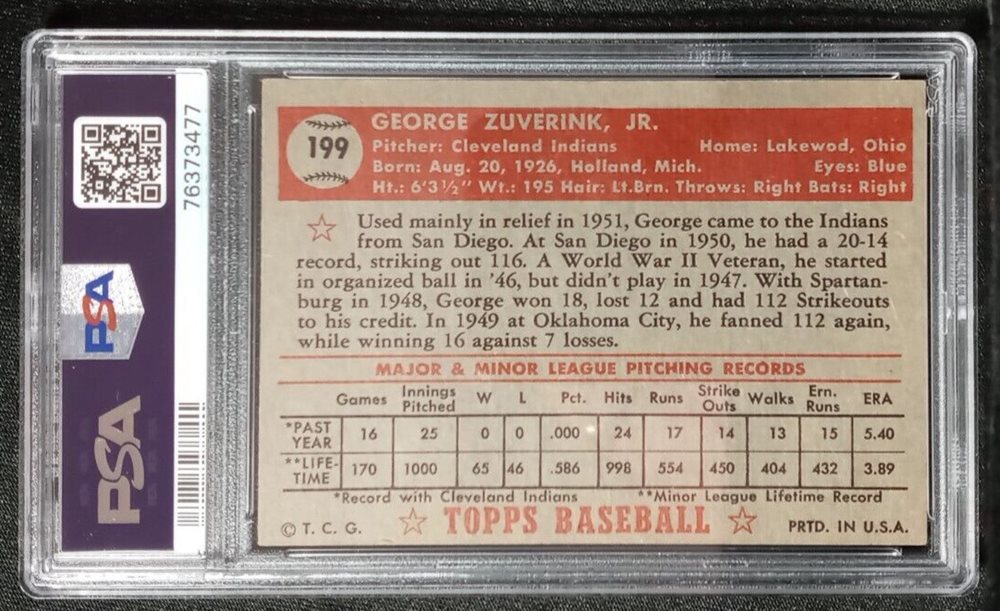 76373477
PSA
PSA
199
GEORGE ZUVERINK, JR.
Pitcher: Cleveland Indians Home: Lakewod, Ohio
Born: Aug. 20, 1926, Holland, Mich. Eyes: Blue
Ht.: 6'3½" Wt.: 195 Hair: Lt.Brn. Throws: Right Bats: Right
Used mainly in relief in 1951, George came to the Indians
from San Diego. At San Diego in 1950, he had a 20-14
record, striking out 116. A World War II Veteran, he started
in organized ball in '46, but didn't play in 1947. With Spartan-
burg in 1948, George won 18, lost 12 and had 112 Strikeouts
to his credit. In 1949 at Oklahoma City, he fanned 112 again,
while winning 16 against 7 losses.
MAJOR & MINOR LEAGUE PITCHING RECORDS
Games Innings Pitched W L Pct. Hits Runs Strike Outs Walks Ern. Runs ERA
*PAST YEAR 16 25 0 0 .000 24 17 14 13 15 5.40
**LIFE-TIME 170 1000 65 46 .586 998 554 450 404 432 3.89
*Record with Cleveland Indians **Minor League Lifetime Record
© T. C. G. TOPPS BASEBALL PRTD. IN U.S.A.